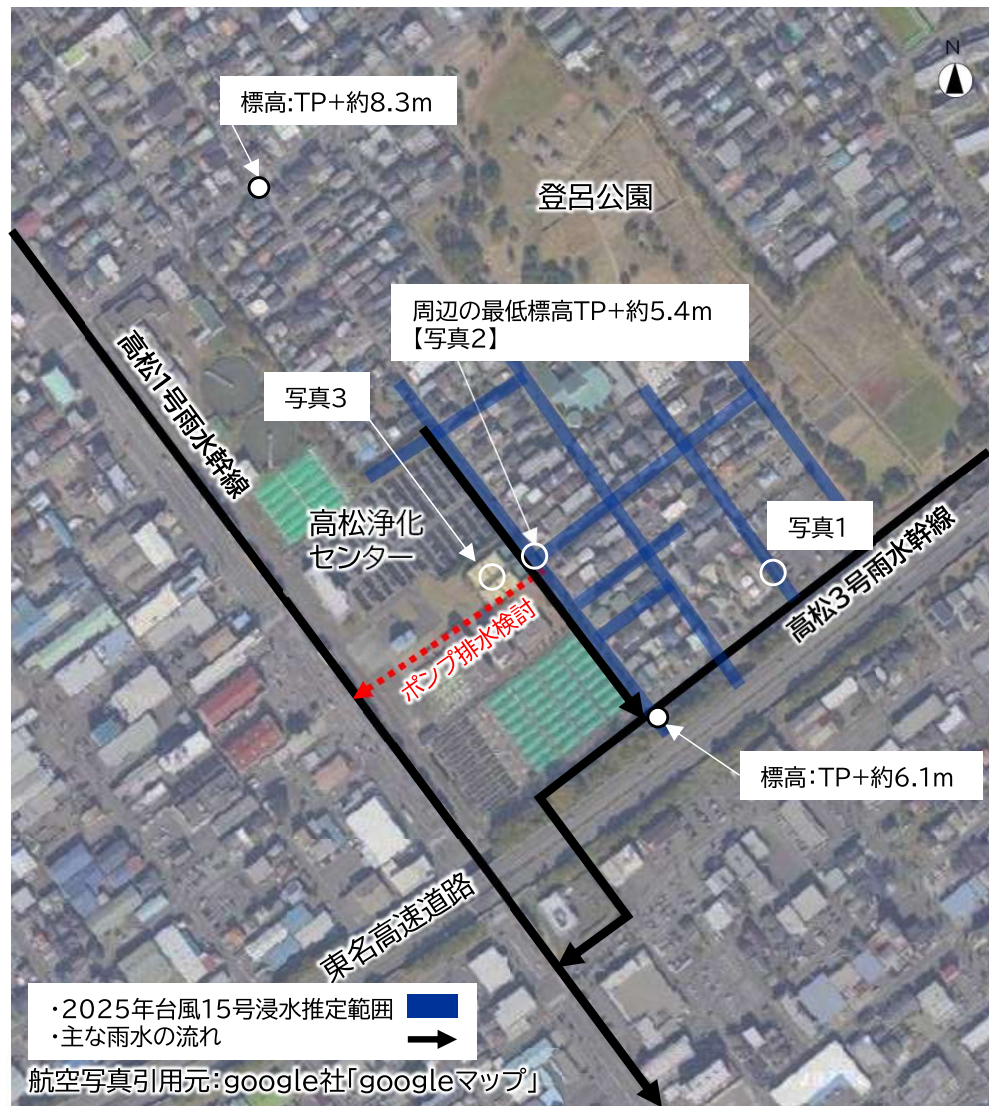 N
標高:TP+約8.3m
登呂公園
周辺の最低標高TP+約5.4m
【写真2】
高松1号雨水幹線
写真3
高松浄化
センター
写真1
高松3号雨水幹線
ポンプ排水検討
標高：TP+約6.1m
東名高速道路
・2025年台風15号浸水推定範囲
・主な雨水の流れ
航空写真引用元：google社「googleマップ」